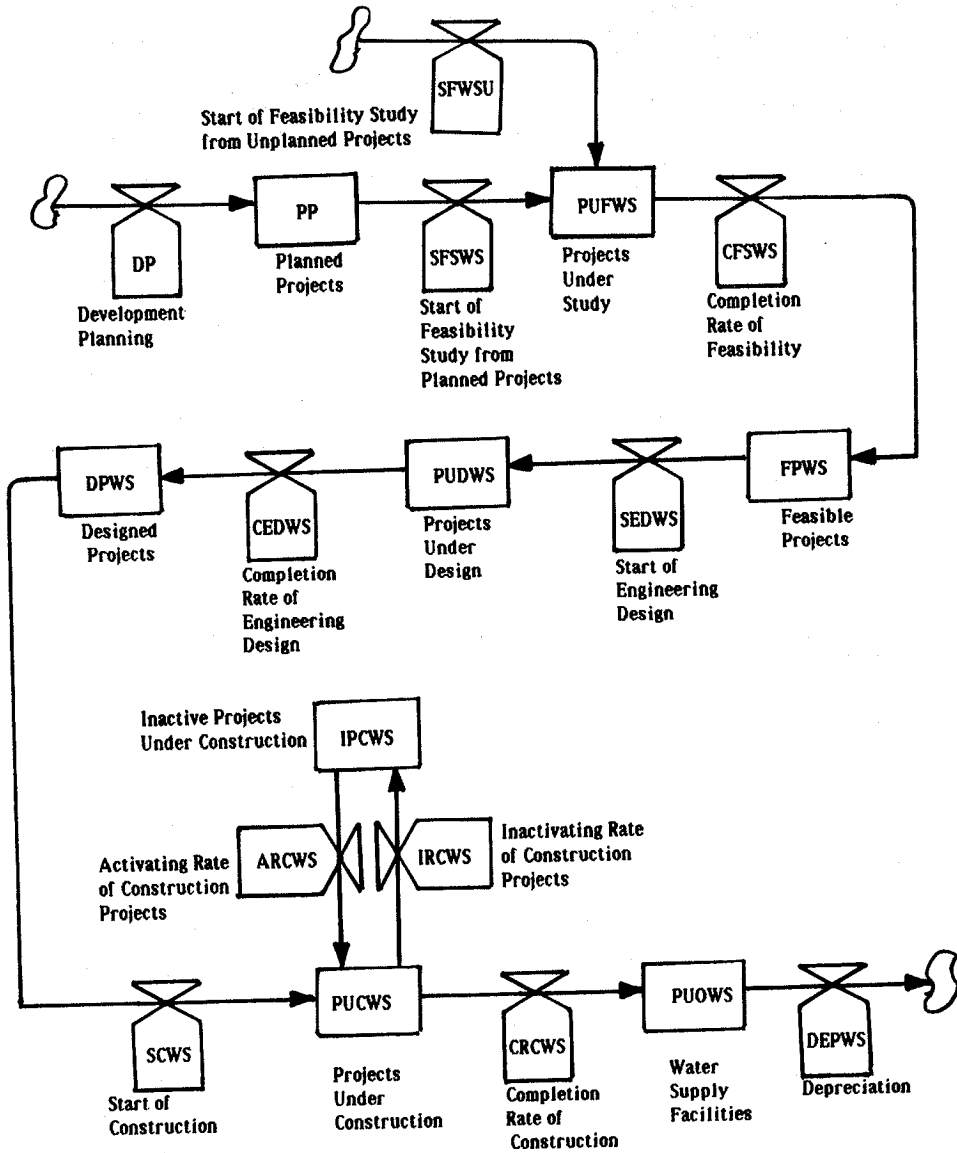 SFWSU
Start of Feasibility Study
from Unplanned Projects
DP
Development
Planning
PP
Planned
Projects
SFSWS
Start of
Feasibility
Study from
Planned Projects
PUFWS
Projects
Under
Study
CFSWS
Completion
Rate of
Feasibility
FPWS
Feasible
Projects
SEDWS
Start of
Engineering
Design
PUDWS
Projects
Under
Design
CEDWS
Completion
Rate of
Engineering
Design
DPWS
Designed
Projects
Inactive Projects
Under Construction
IPCWS
ARCWS
Activating Rate
of Construction
Projects
IRCWS
Inactivating Rate
of Construction
Projects
SCWS
Start of
Construction
PUCWS
Projects
Under
Construction
CRCWS
Completion
Rate of
Construction
PUOWS
Water
Supply
Facilities
DEPWS
Depreciation